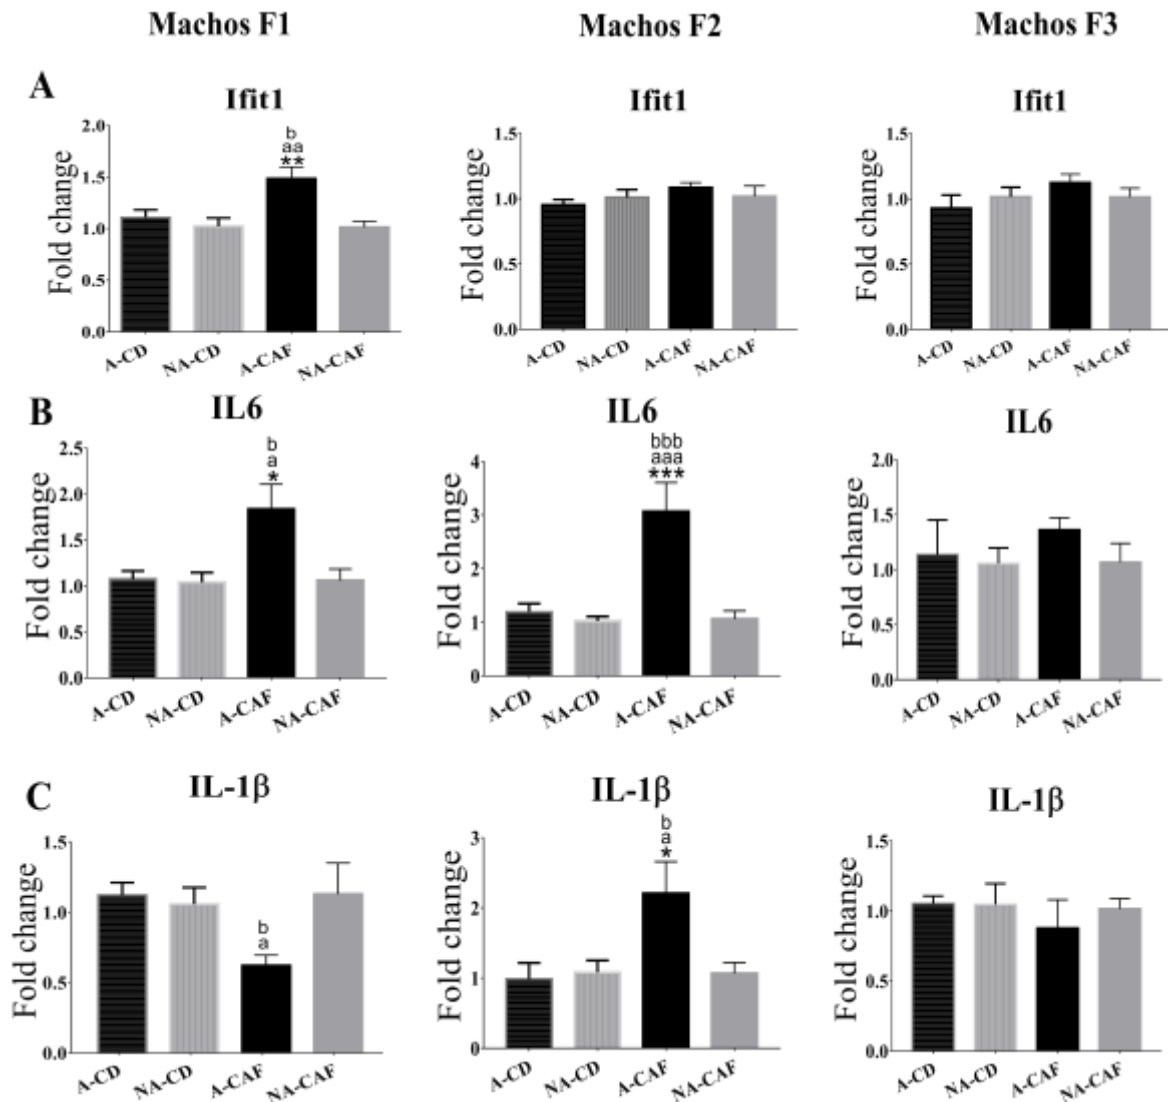 Machos F1 Machos F2 Machos F3
A
Ifit1 Ifit1 Ifit1
Fold change
2.0
1.5
1.0
0.5
0.0
b
aa
**
A-CD NA-CD A-CAF NA-CAF
Fold change
1.5
1.0
0.5
0.0
A-CD NA-CD A-CAF NA-CAF
Fold change
1.5
1.0
0.5
0.0
A-CD NA-CD A-CAF NA-CAF
B
IL6 IL6 IL6
Fold change
2.5
2.0
1.5
1.0
0.5
0.0
b
a
*
A-CD NA-CD A-CAF NA-CAF
Fold change
4
3
2
1
0
bbb
aaa
***
A-CD NA-CD A-CAF NA-CAF
Fold change
2.0
1.5
1.0
0.5
0.0
A-CD NA-CD A-CAF NA-CAF
C
IL-1β IL-1β IL-1β
Fold change
1.5
1.0
0.5
0.0
b
a
A-CD NA-CD A-CAF NA-CAF
Fold change
3
2
1
0
b
a
*
A-CD NA-CD A-CAF NA-CAF
Fold change
1.5
1.0
0.5
0.0
A-CD NA-CD A-CAF NA-CAF